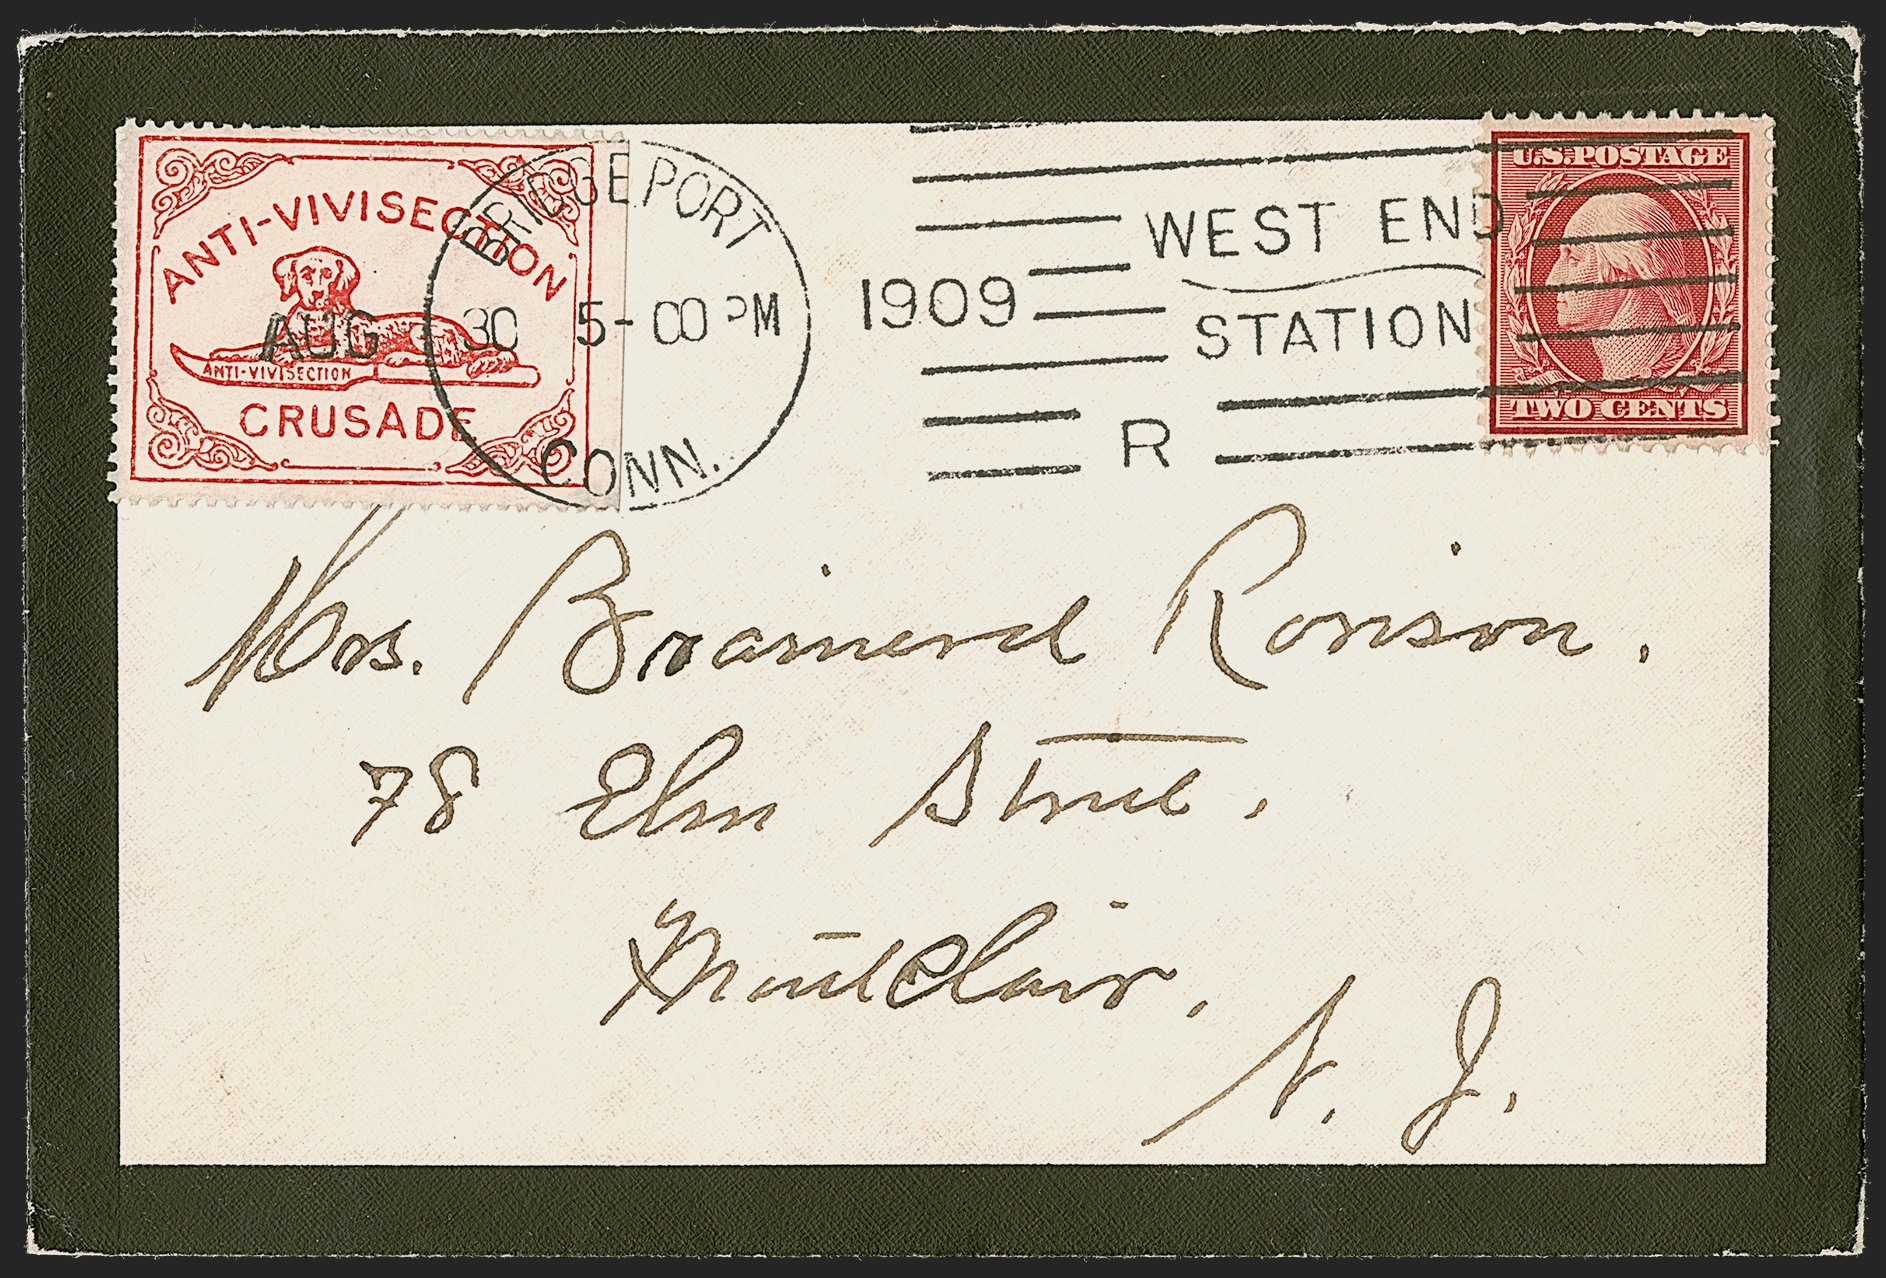 ANTI-VIVISECTION
ANTI-VIVISECTION
CRUSADE
BRIDGEPORT
AUG 30 5-00 PM
CONN.
1909
WEST END
STATION
R
U.S. POSTAGE
TWO CENTS
Mrs. Brainerd Ronison.
78 Elm Street.
Montclair,
N. J.